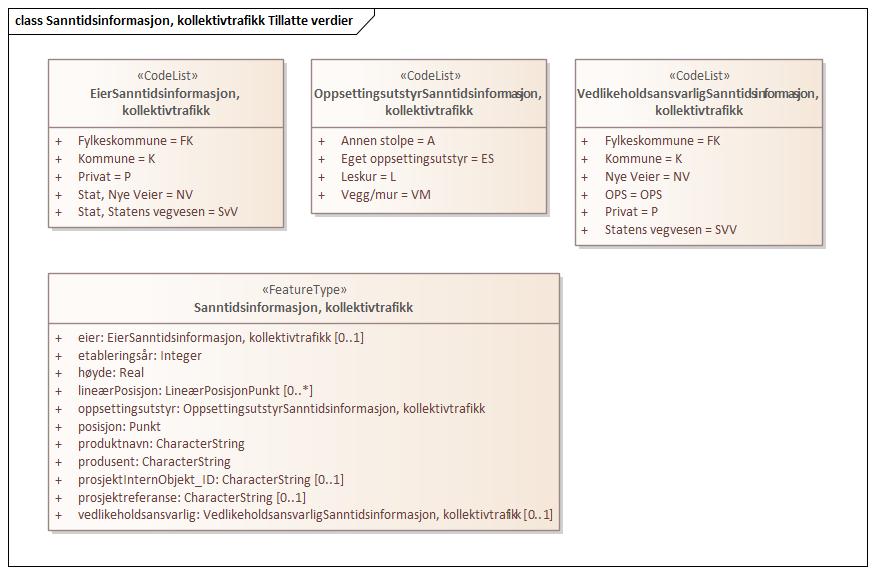 class Sanntidsinformasjon, kollektivtrafikk Tillatte verdier
«CodeList»
EierSanntidsinformasjon,
kollektivtrafikk
+ Fylkeskommune = FK
+ Kommune = K
+ Privat = P
+ Stat, Nye Veier = NV
+ Stat, Statens vegvesen = SvV
«CodeList»
OppsettingsutstyrSanntidsinformasjon,
kollektivtrafikk
+ Annen stolpe = A
+ Eget oppsettingsutstyr = ES
+ Leskur = L
+ Vegg/mur = VM
«CodeList»
VedlikeholdsansvarligSanntidsinformasjon,
kollektivtrafikk
+ Fylkeskommune = FK
+ Kommune = K
+ Nye Veier = NV
+ OPS = OPS
+ Privat = P
+ Statens vegvesen = SVV
«FeatureType»
Sanntidsinformasjon, kollektivtrafikk
+ eier: EierSanntidsinformasjon, kollektivtrafikk [0..1]
+ etableringsår: Integer
+ høyde: Real
+ lineærPosisjon: LineærPosisjonPunkt [0..*]
+ oppsettingsutstyr: OppsettingsutstyrSanntidsinformasjon, kollektivtrafikk
+ posisjon: Punkt
+ produktnavn: CharacterString
+ produsent: CharacterString
+ prosjektInternObjekt_ID: CharacterString [0..1]
+ prosjektreferanse: CharacterString [0..1]
+ vedlikeholdsansvarlig: VedlikeholdsansvarligSanntidsinformasjon, kollektivtrafikk [0..1]